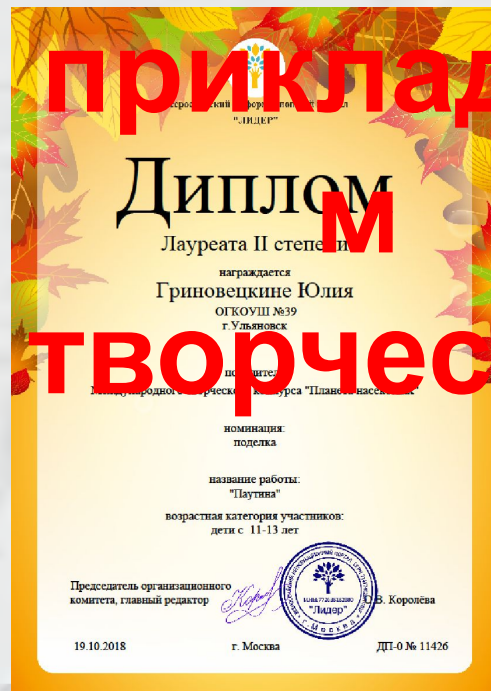 приклад
"ЛИДЕР"
Диплом
м
Лауреата II степени
награждается
Гриновецкине Юлия
ОГКОУШ №39
г.Ульяновск
творчес
номинация:
поделка
название работы:
"Паутина"
возрастная категория участников:
дети с 11-13 лет
Председатель организационного
комитета, главный редактор
В. Королёва
"Лидер"
г. Москва
19.10.2018 г. Москва ДП-0 № 11426